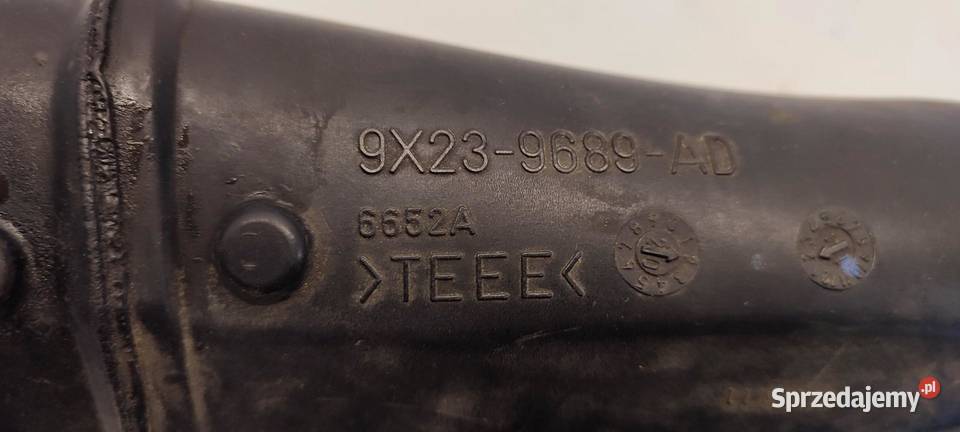 9X23-9689-AD
6652A
>TEEE<
Sprzedajemy.pl